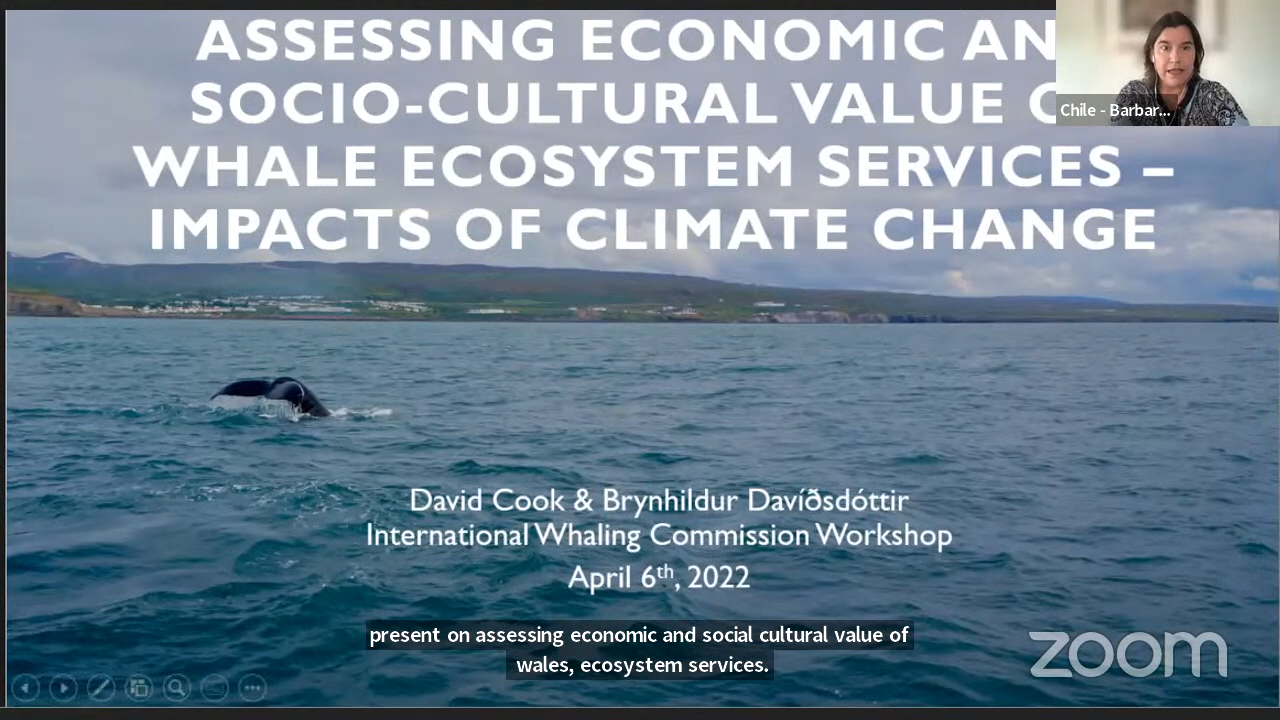 ASSESSING ECONOMIC AN
SOCIO-CULTURAL VALUE
WHALE ECOSYSTEM SERVICES –
IMPACTS OF CLIMATE CHANGE
Chile - Barbar...
David Cook & Brynhildur Davíðsdóttir
International Whaling Commission Workshop
April 6th, 2022
present on assessing economic and social cultural value of
wales, ecosystem services.
zoom